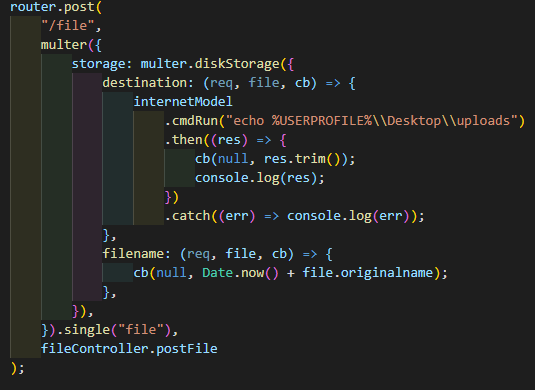 router.post(
    "/file",
    multer({
        storage: multer.diskStorage({
            destination: (req, file, cb) => {
                internetModel
                    .cmdRun("echo %USERPROFILE%\\Desktop\\uploads")
                    .then((res) => {
                        cb(null, res.trim());
                        console.log(res);
                    })
                    .catch((err) => console.log(err));
            },
            filename: (req, file, cb) => {
                cb(null, Date.now() + file.originalname);
            },
        }),
    }).single("file"),
    fileController.postFile
);